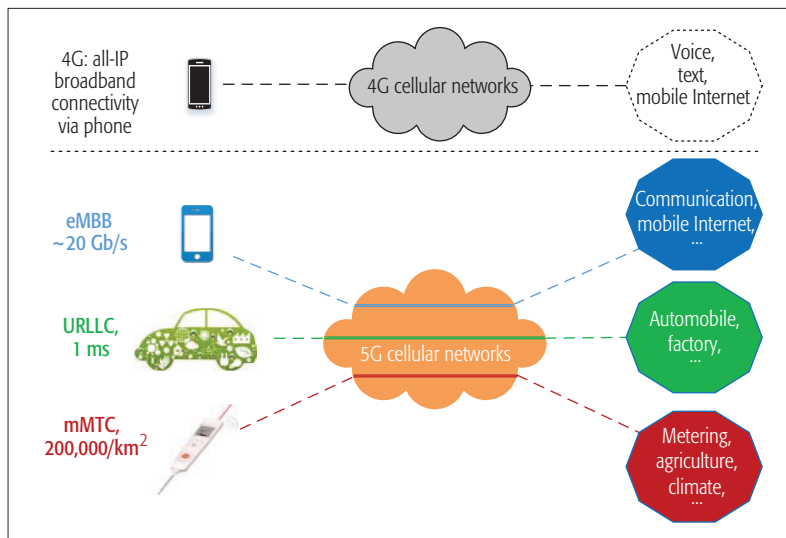 4G: all-IP
broadband
connectivity
via phone
4G cellular networks
Voice,
text,
mobile Internet
eMBB
~20 Gb/s
Communication,
mobile Internet,
...
URLLC,
1 ms
5G cellular networks
Automobile,
factory,
...
mMTC,
200,000/km²
Metering,
agriculture,
climate,
...